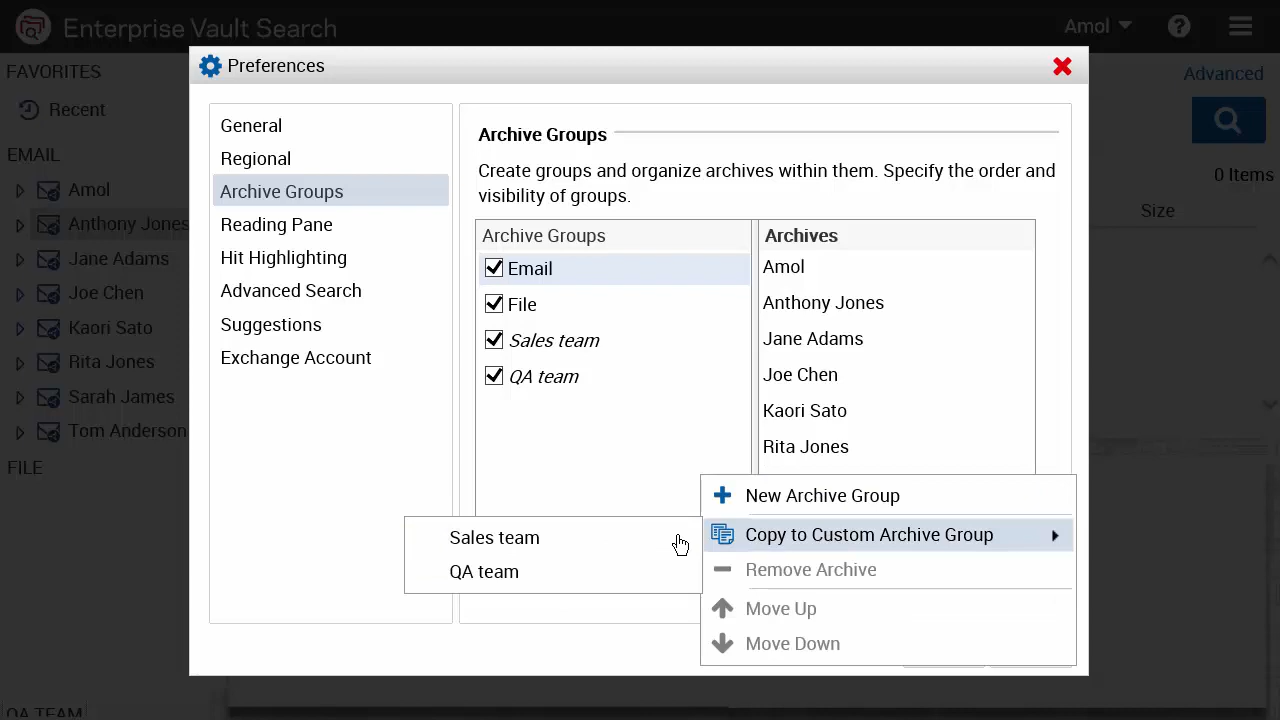 Enterprise Vault Search
Amol
FAVORITES
Recent
EMAIL
Amol
Anthony Jones
Jane Adams
Joe Chen
Kaori Sato
Rita Jones
Sarah James
Tom Anderson
FILE
QA TEAM
Advanced
0 Items
Size
Preferences
General
Regional
Archive Groups
Reading Pane
Hit Highlighting
Advanced Search
Suggestions
Exchange Account
Archive Groups
Create groups and organize archives within them. Specify the order and
visibility of groups.
Archive Groups
Email
File
Sales team
QA team
Archives
Amol
Anthony Jones
Jane Adams
Joe Chen
Kaori Sato
Rita Jones
New Archive Group
Copy to Custom Archive Group
Remove Archive
Move Up
Move Down
Sales team
QA team